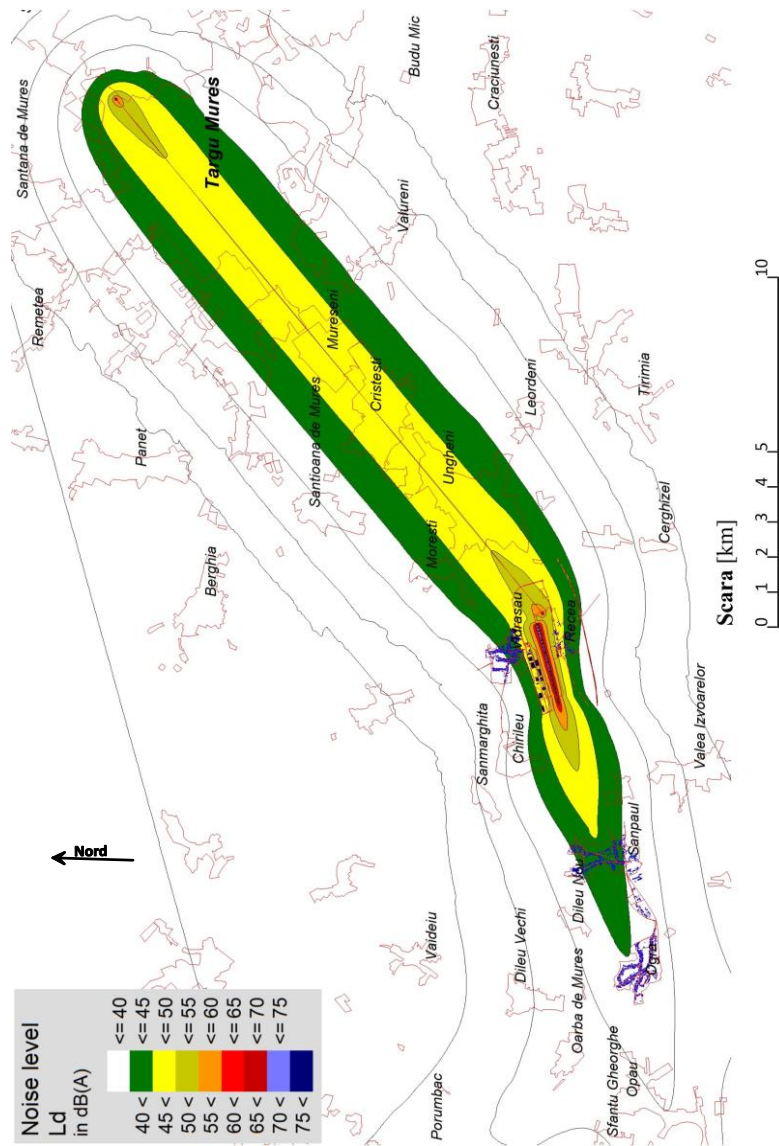 Noise level
Ld
in dB(A)
<=40
40< <=45
45< <=50
50< <=55
55< <=60
60< <=65
65< <=70
70< <=75
75<
Nord
Santana de Mures
Remetea
Panet
Berghia
Targu Mures
Budu Mic
Craciunesti
Valureni
Mureseni
Cristesti
Santioana de Mures
Ungheni
Moresti
Leordeni
Tirimia
Cerghizel
Vidrasau
Recea
Sanmarghita
Chirileu
Valea Izvoarelor
Sanpaul
Dileu Nou
Vaideiu
Dileu Vechi
Oarba de Mures
Ogra
Porumbac
Sfantu Gheorghe
Opau
Scara [km]
0 1 2 4 5 10